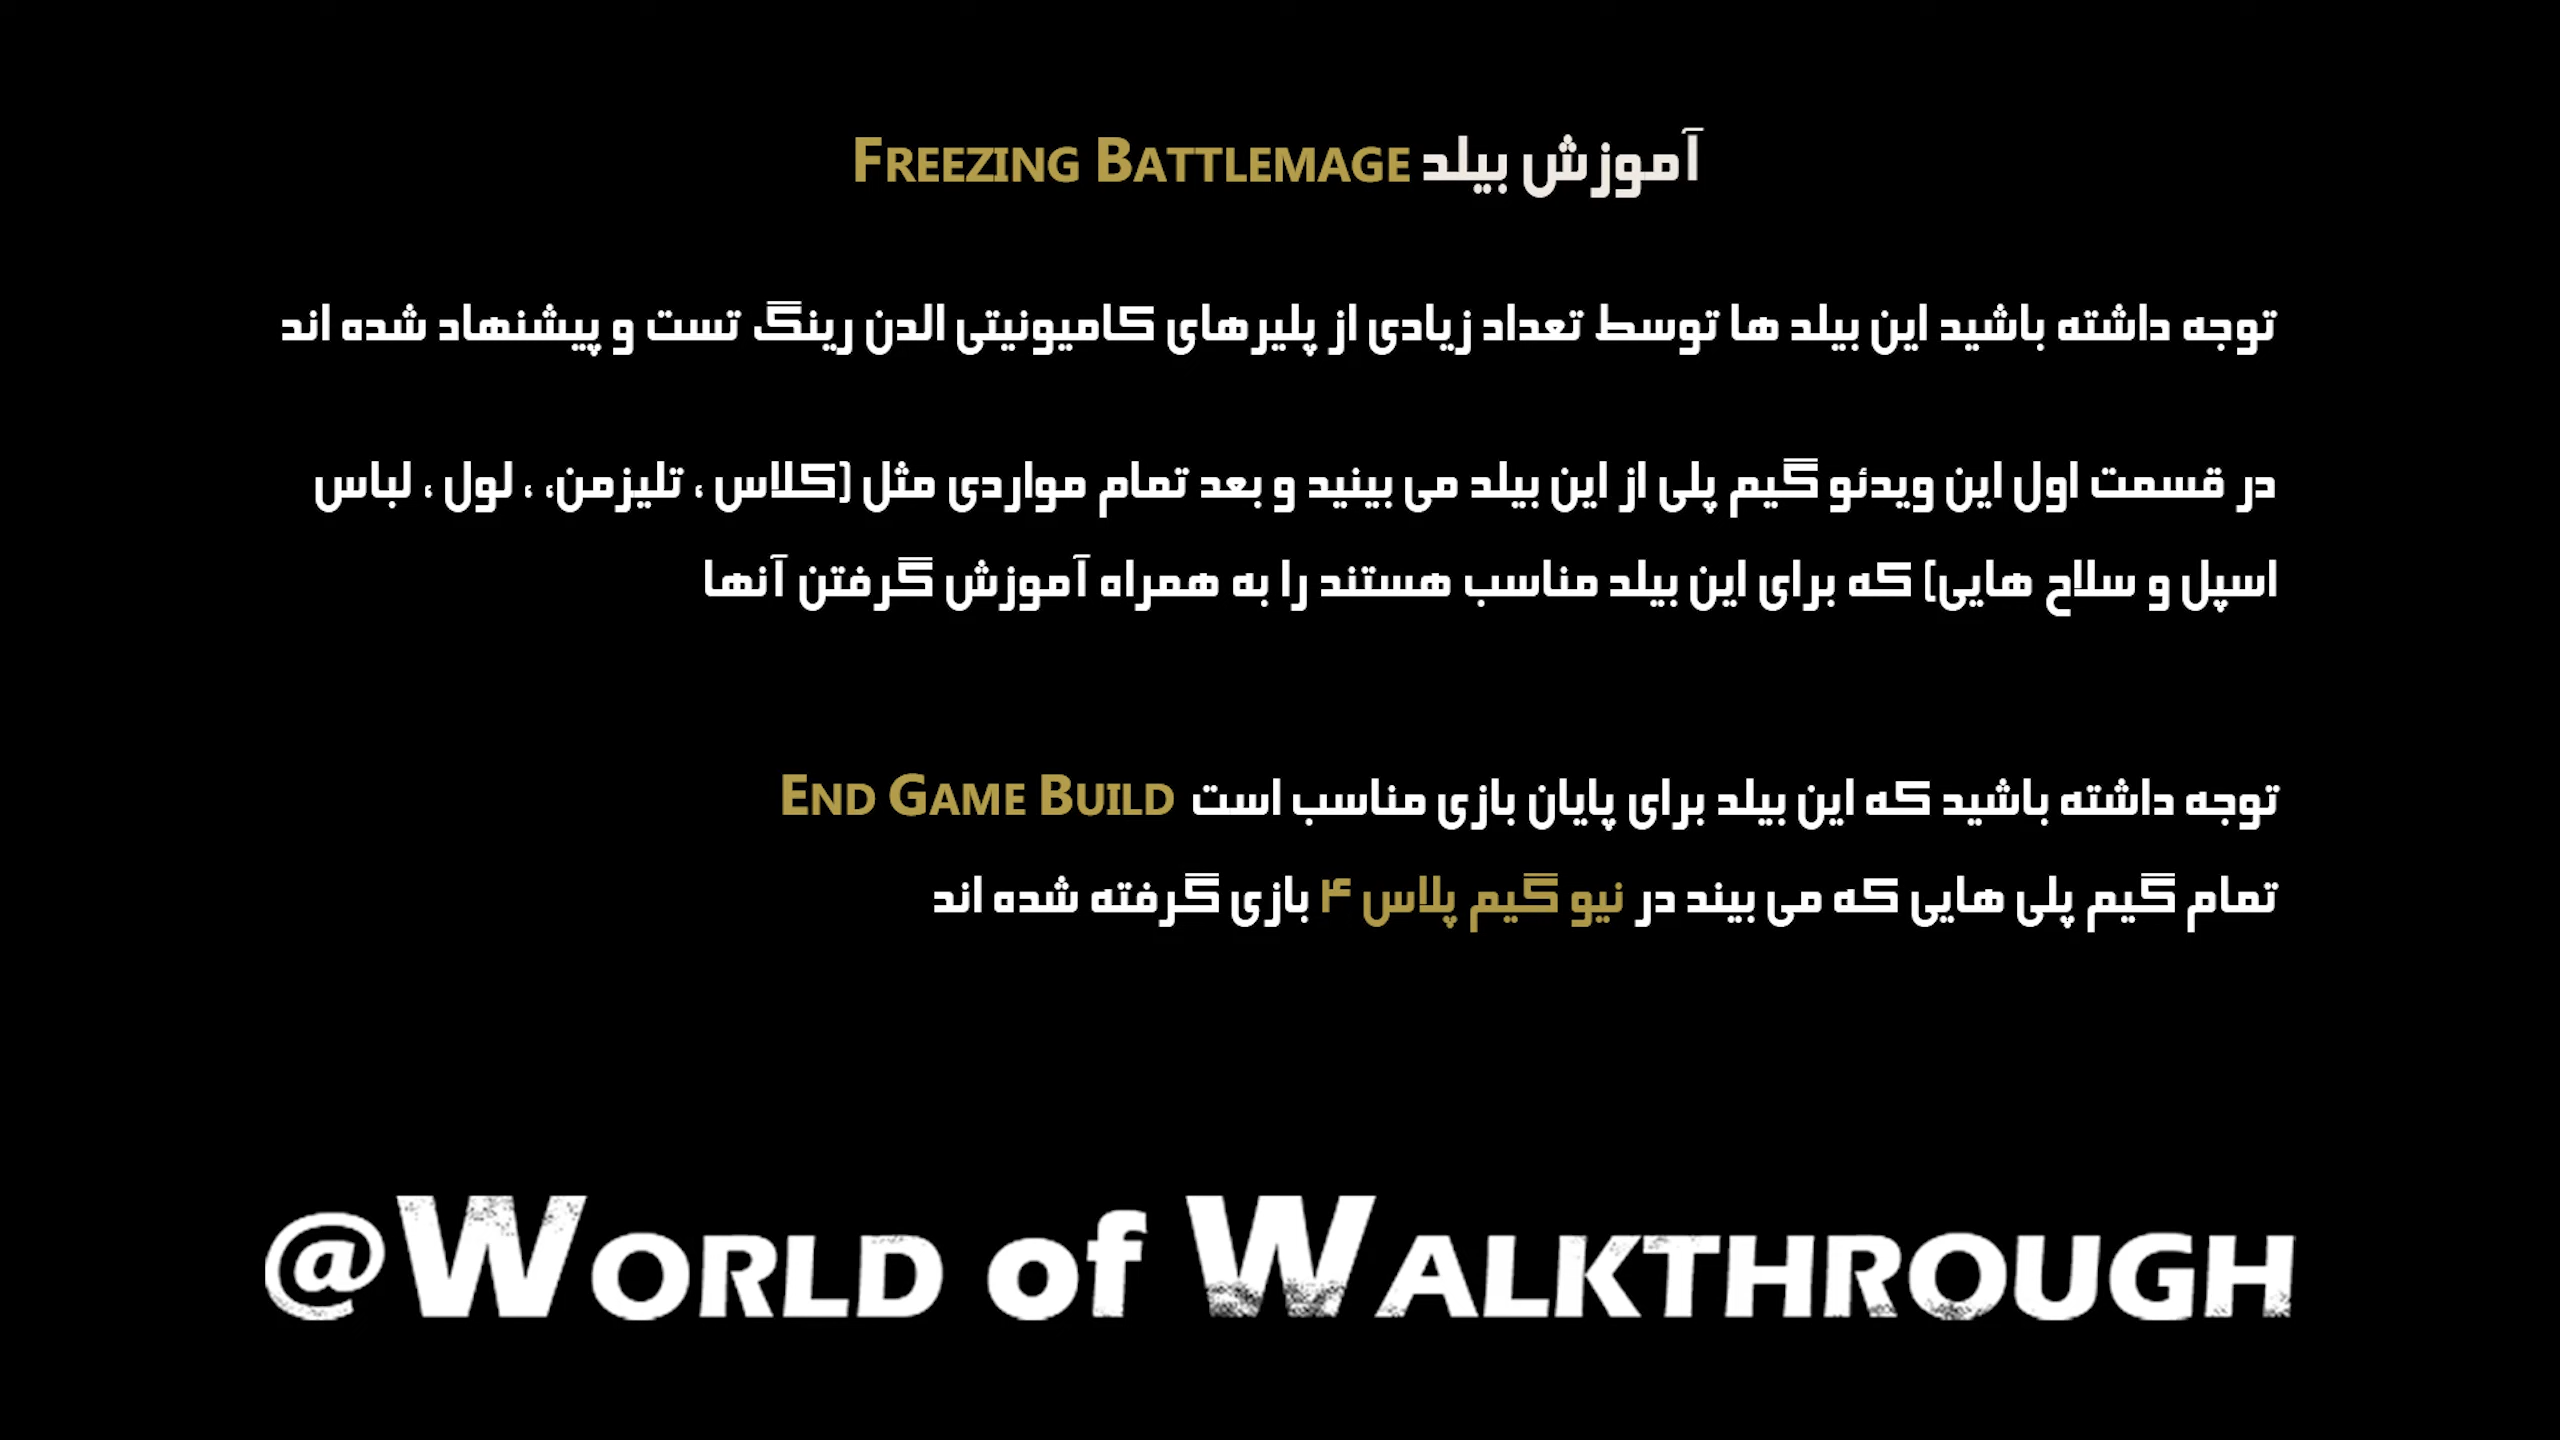 آموزش بیلد FREEZING BATTLEMAGE
توجه داشته باشید این بیلد ها توسط تعداد زیادی از پلیرهای کامیونیتی الدن رینگ تست و پیشنهاد شده اند
در قسمت اول این ویدئو گیم پلی از این بیلد می بینید و بعد تمام مواردی مثل (کلاس ، تلیزمن، ، لول ، لباس
اسپل و سلاح هایی) که برای این بیلد مناسب هستند را به همراه آموزش گرفتن آنها
توجه داشته باشید که این بیلد برای پایان بازی مناسب است END GAME BUILD
تمام گیم پلی هایی که می بیند در نیو گیم پلاس ۴ بازی گرفته شده اند
@WORLD of WALKTHROUGH